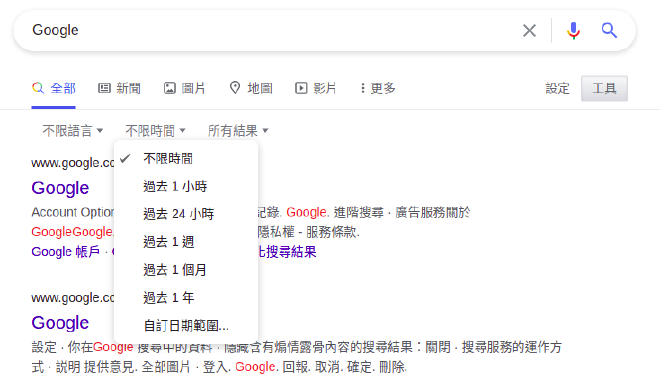 Google
全部 新聞 圖片 地圖 影片 更多 設定 工具
不限語言 不限時間 所有結果
www.google.co
不限時間
Google
過去 1 小時
Account Option 過去 24 小時 紀錄. Google. 進階搜尋 · 廣告服務關於
GoogleGoogle. 過去 1 週 隱私權 - 服務條款.
Google 帳戶 · 搜尋結果
過去 1 個月
www.google.co
過去 1 年
Google
自訂日期範圍...
設定 · 你在Google 搜尋中的資料 · 隱藏含有煽情露骨內容的搜尋結果：關閉 · 搜尋服務的運作方
式 · 説明 提供意見. 全部圖片 · 登入. Google. 回報. 取消. 確定. 刪除.